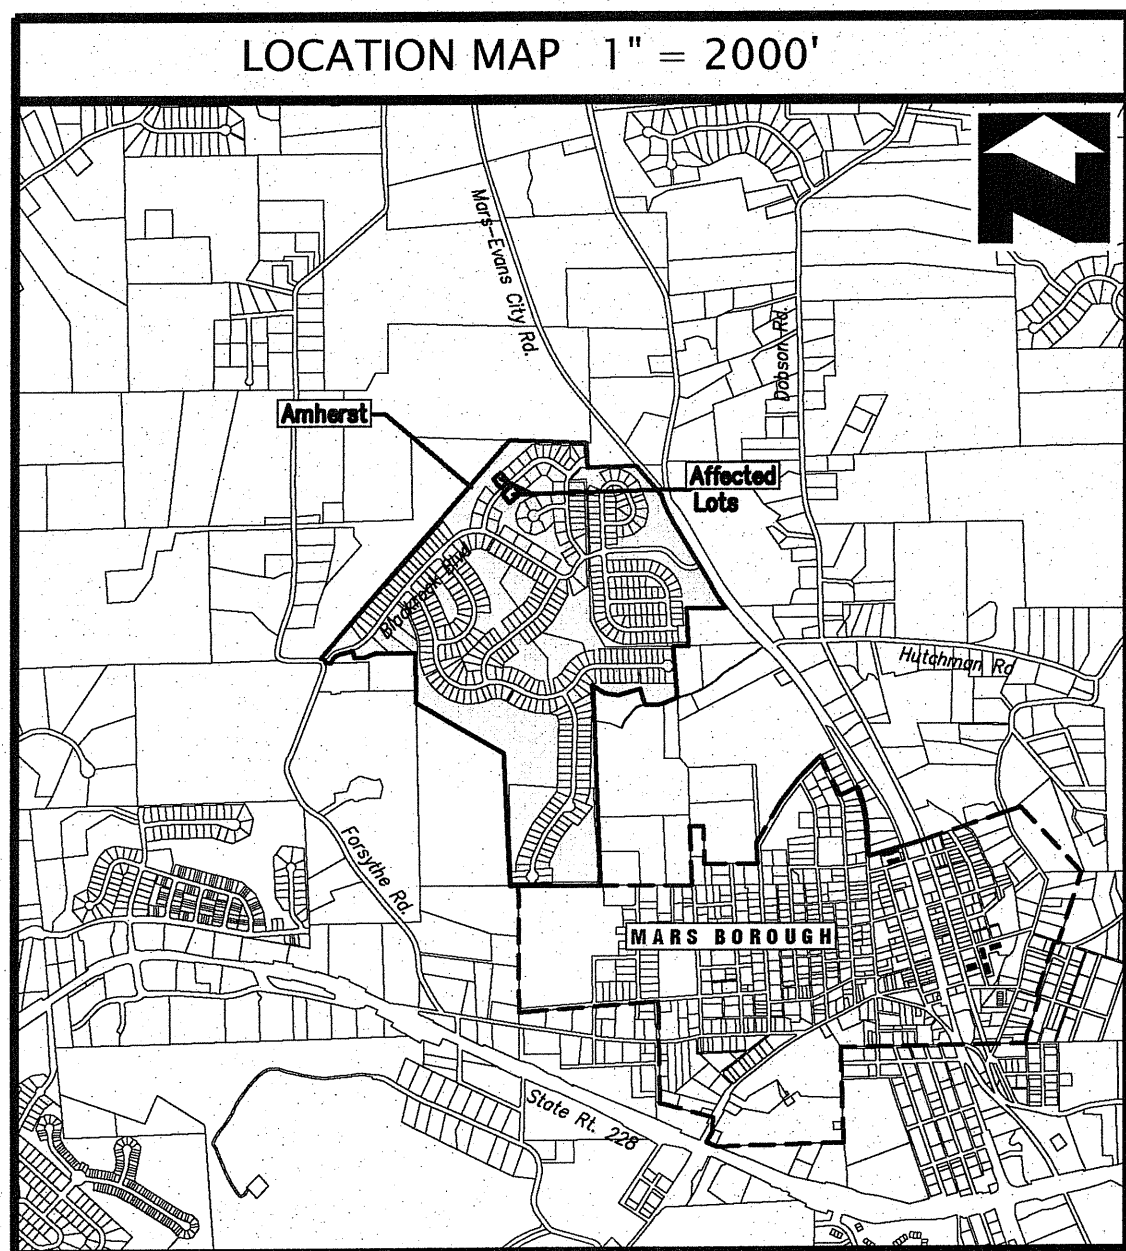 LOCATION MAP 1" = 2000'
N
Mars-Evans City Rd.
Dobson Rd.
Amherst
Affected
Lots
Blackrock Blvd
Hutchman Rd
Forsythe Rd.
MARS BOROUGH
State Rt. 228